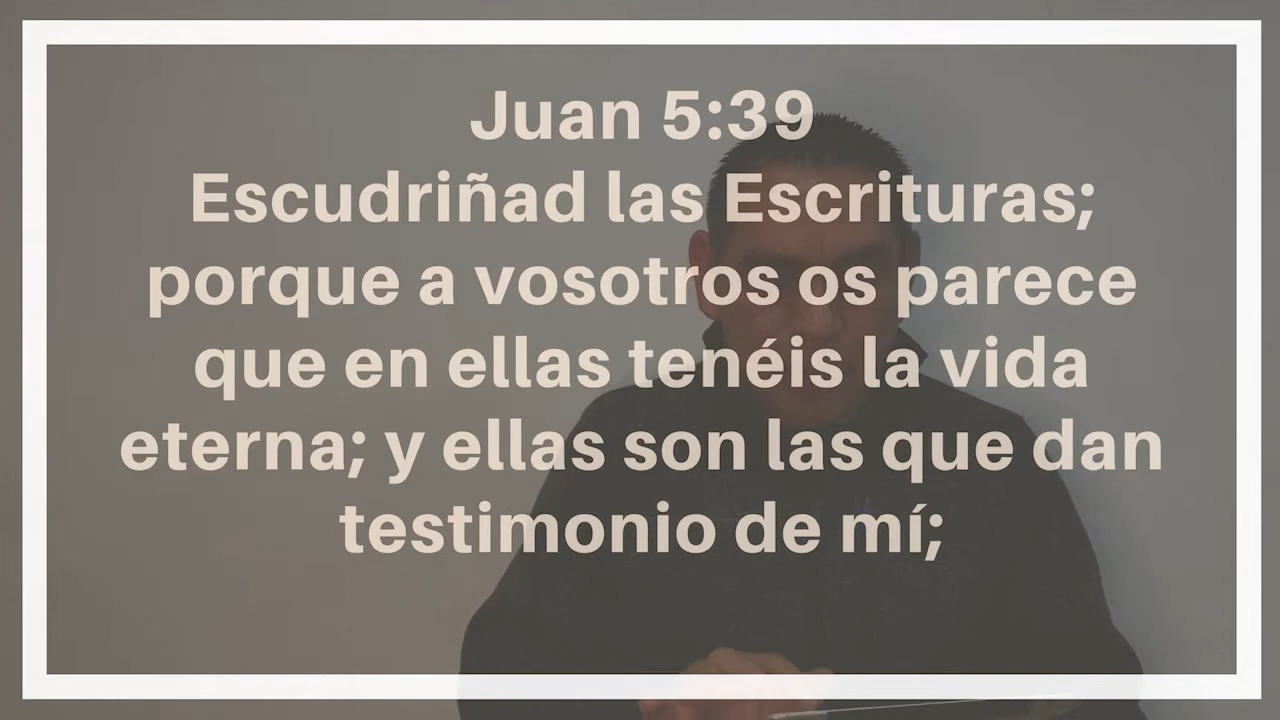 Juan 5:39
Escudriñad las Escrituras;
porque a vosotros os parece
que en ellas tenéis la vida
eterna; y ellas son las que dan
testimonio de mí;